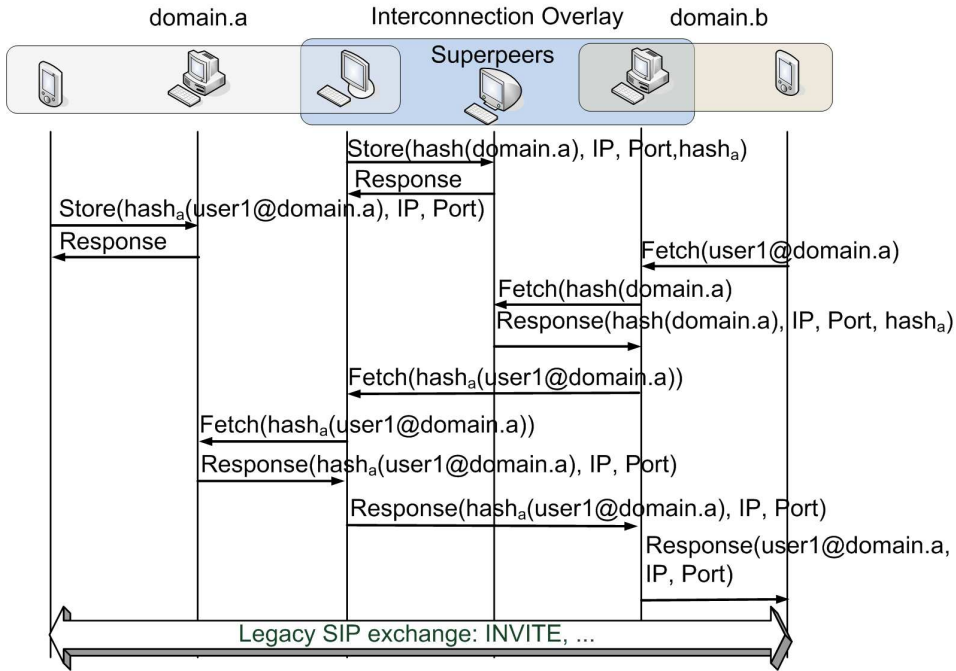 domain.a Interconnection Overlay domain.b
Superpeers
Store(hash(domain.a), IP, Port,hashₐ)
Response
Store(hashₐ(user1@domain.a), IP, Port)
Response
Fetch(user1@domain.a)
Fetch(hash(domain.a)
Response(hash(domain.a), IP, Port, hashₐ)
Fetch(hashₐ(user1@domain.a))
Fetch(hashₐ(user1@domain.a))
Response(hashₐ(user1@domain.a), IP, Port)
Response(hashₐ(user1@domain.a), IP, Port)
Response(user1@domain.a,
IP, Port)
Legacy SIP exchange: INVITE, ...